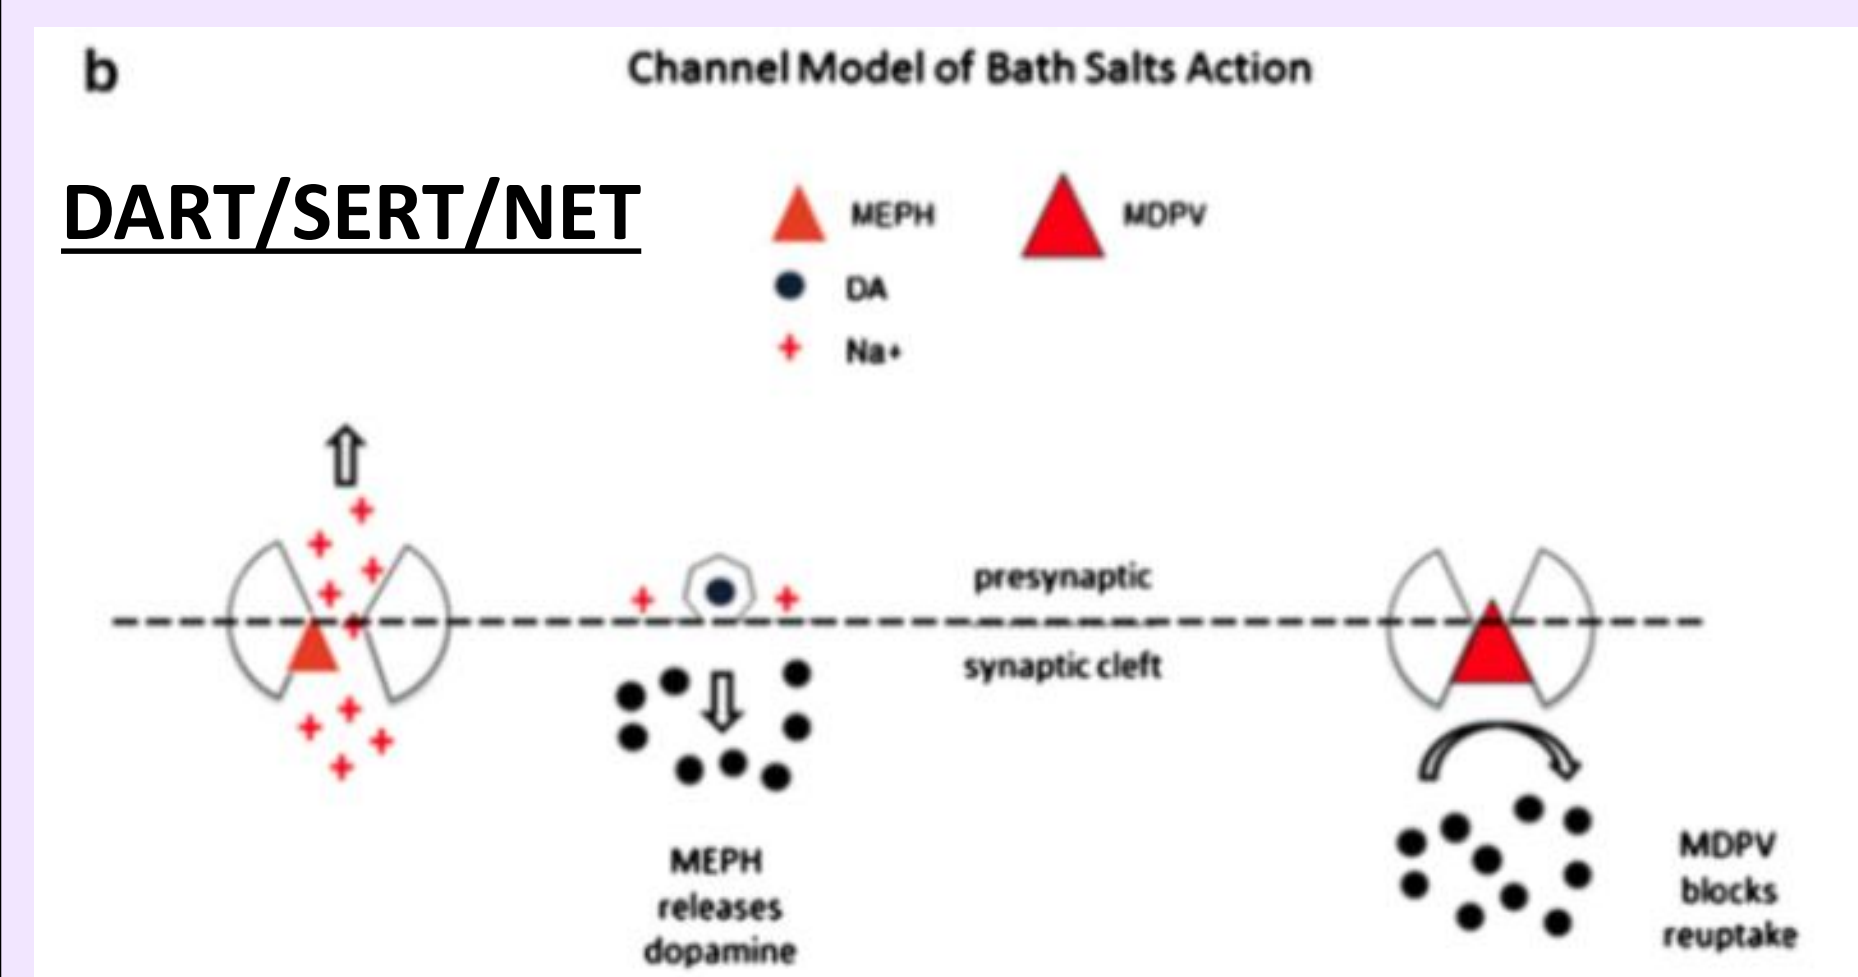 b
Channel Model of Bath Salts Action
DART/SERT/NET
MEPH
MDPV
DA
Na+
presynaptic
synaptic cleft
MEPH
releases
dopamine
MDPV
blocks
reuptake